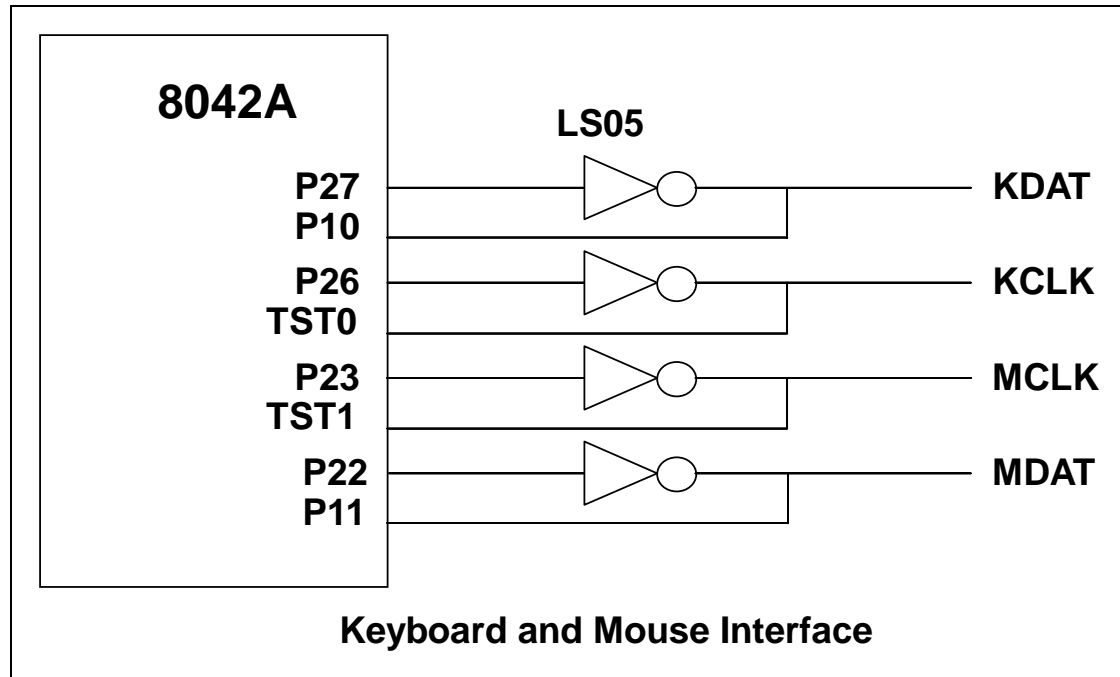 8042A
LS05
P27
KDAT
P10
P26
KCLK
TST0
P23
MCLK
TST1
P22
MDAT
P11
Keyboard and Mouse Interface